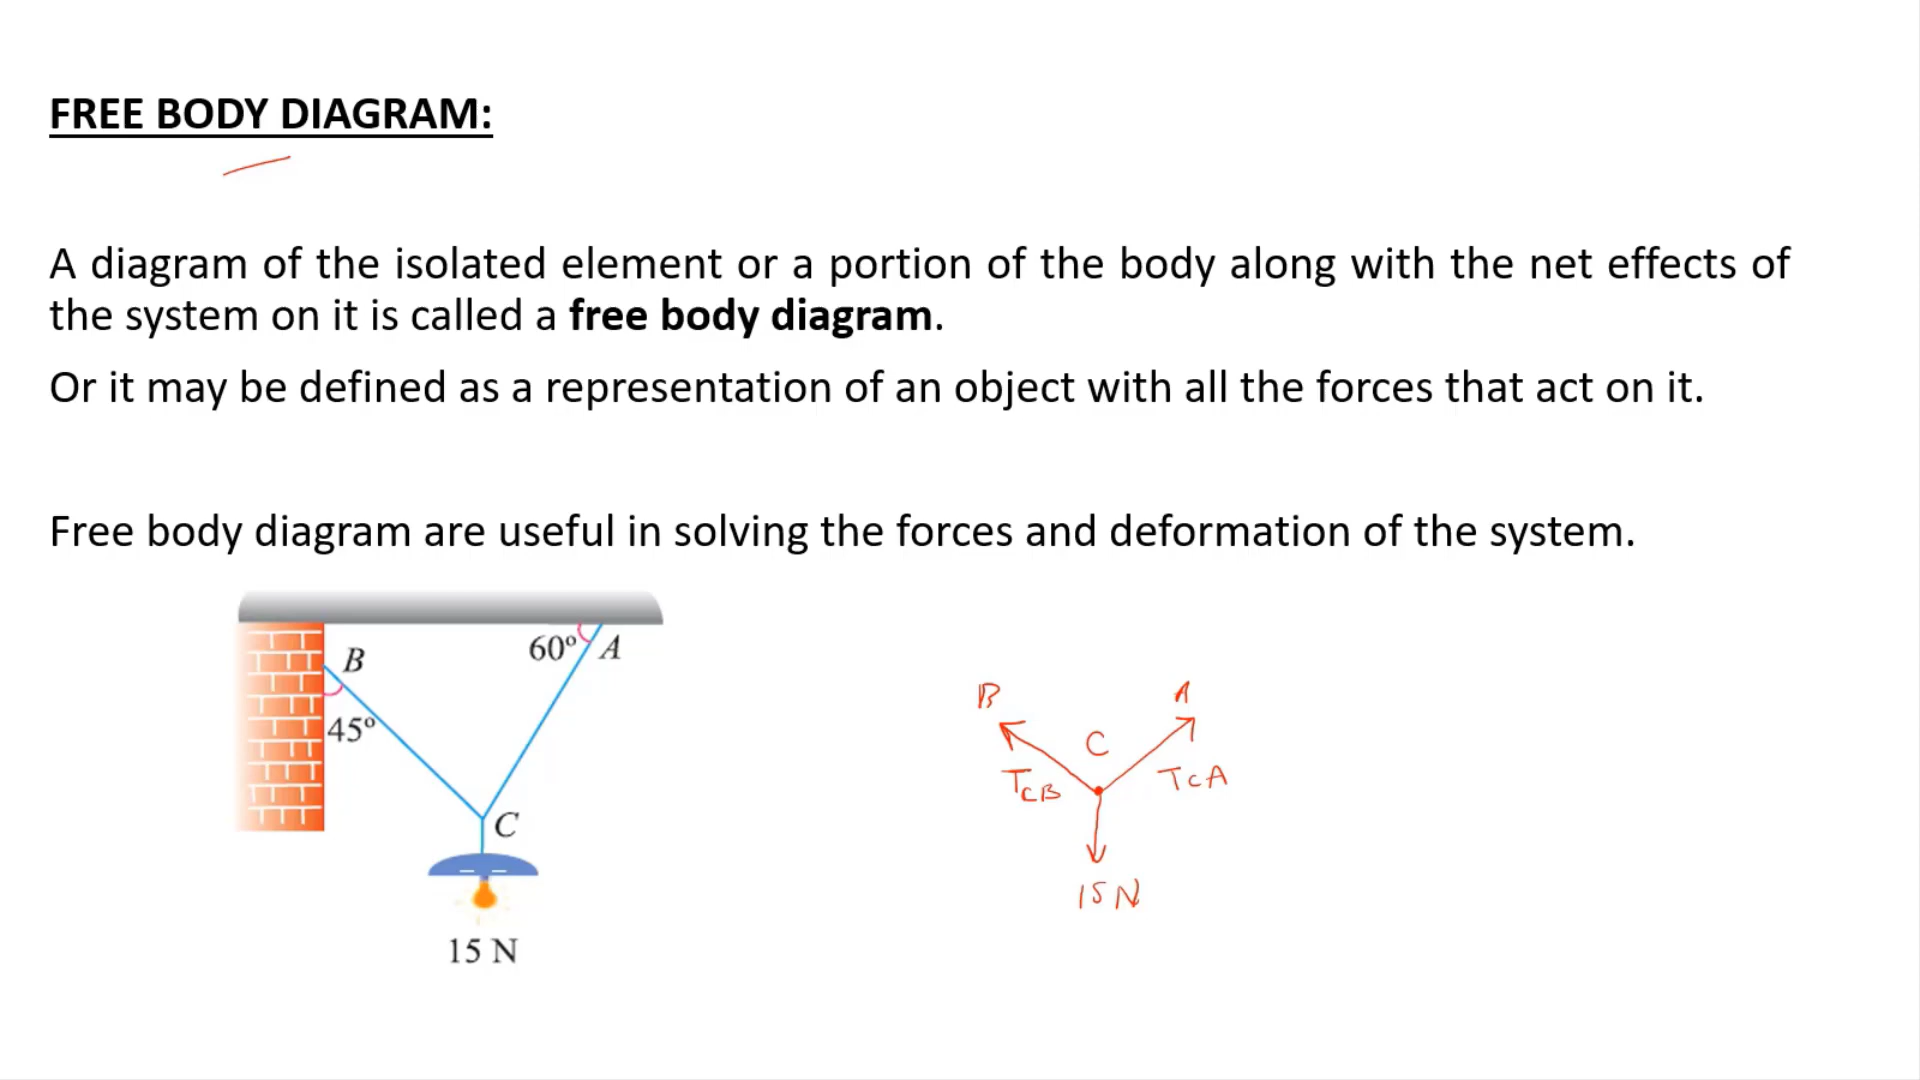 FREE BODY DIAGRAM:
A diagram of the isolated element or a portion of the body along with the net effects of
the system on it is called a free body diagram.
Or it may be defined as a representation of an object with all the forces that act on it.
Free body diagram are useful in solving the forces and deformation of the system.
60° A
B
45°
C
15 N
B A
C
TCB TCA
15 N